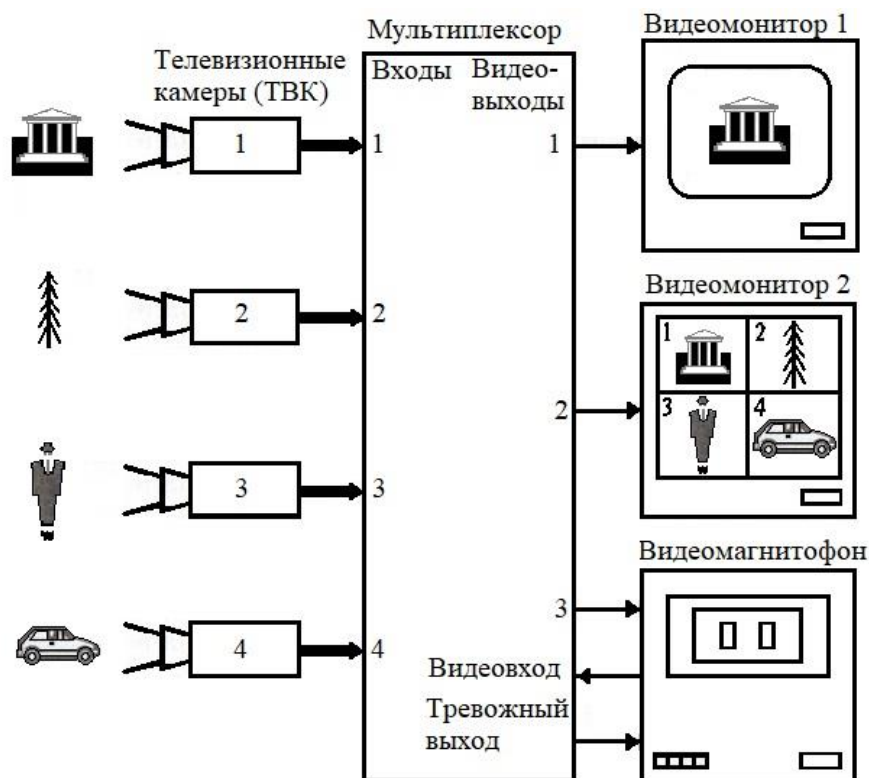 Телевизионные
камеры (ТВК)
1
2
3
4
Мультиплексор
Входы
Видео-
выходы
1
2
3
4
1
2
3
Видеовход
Тревожный
выход
Видеомонитор 1
Видеомонитор 2
1 2
3 4
Видеомагнитофон